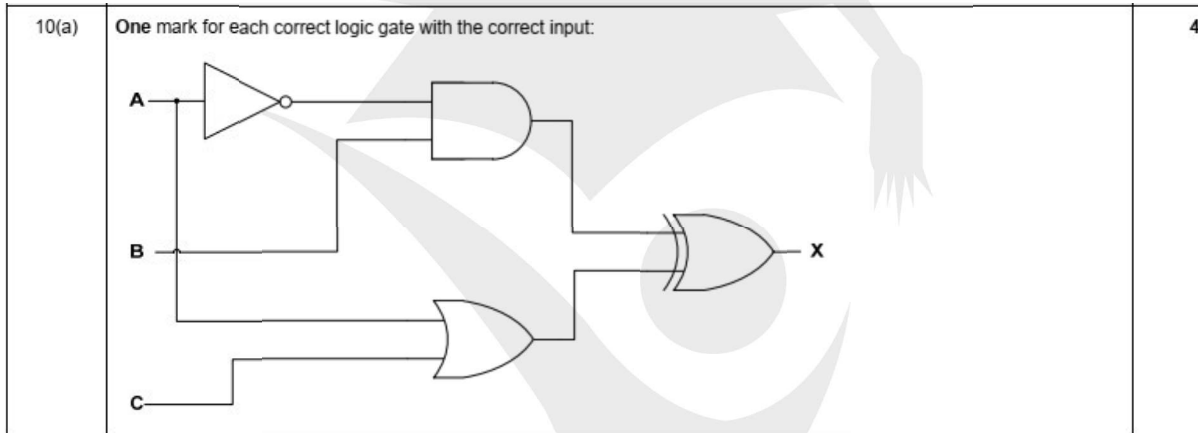 10(a) One mark for each correct logic gate with the correct input: 4
A
B
X
C